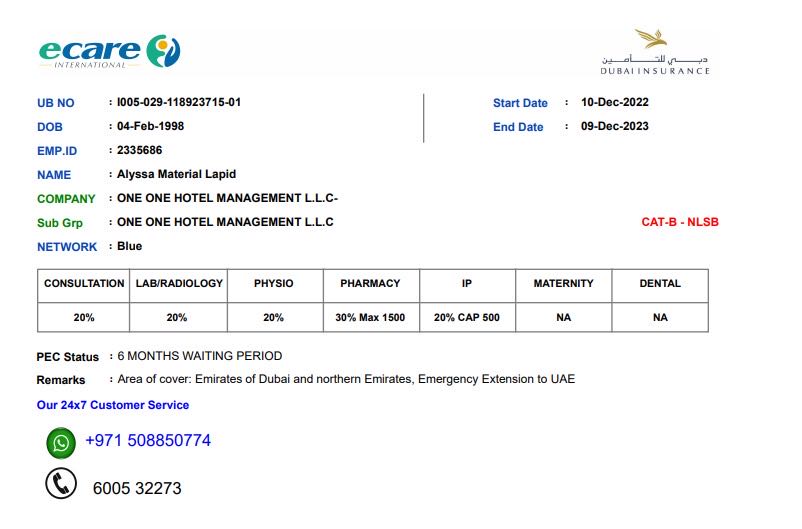 ecare
INTERNATIONAL
دبي للتأمين
DUBAI INSURANCE
UB NO : I005-029-118923715-01
Start Date : 10-Dec-2022
DOB : 04-Feb-1998
End Date : 09-Dec-2023
EMP.ID : 2335686
NAME : Alyssa Material Lapid
COMPANY : ONE ONE HOTEL MANAGEMENT L.L.C-
Sub Grp : ONE ONE HOTEL MANAGEMENT L.L.C
CAT-B - NLSB
NETWORK : Blue
CONSULTATION LAB/RADIOLOGY PHYSIO PHARMACY IP MATERNITY DENTAL
20% 20% 20% 30% Max 1500 20% CAP 500 NA NA
PEC Status : 6 MONTHS WAITING PERIOD
Remarks : Area of cover: Emirates of Dubai and northern Emirates, Emergency Extension to UAE
Our 24x7 Customer Service
+971 508850774
6005 32273